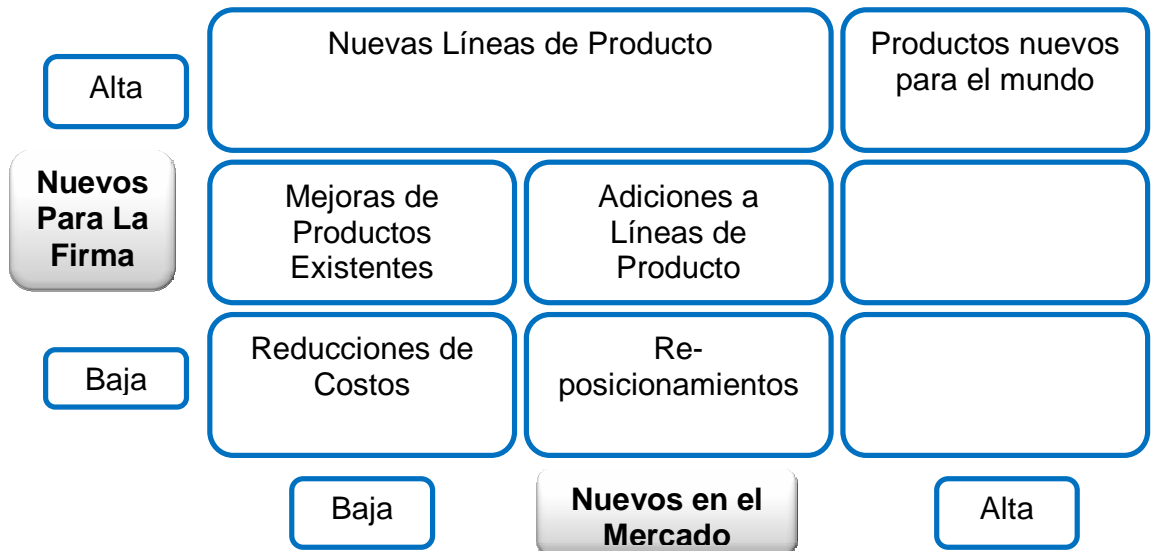 Nuevas Líneas de Producto
Productos nuevos
para el mundo
Alta
Nuevos
Para La
Firma
Mejoras de
Productos
Existentes
Adiciones a
Líneas de
Producto
Baja
Reducciones de
Costos
Re-
posicionamientos
Baja
Nuevos en el
Mercado
Alta